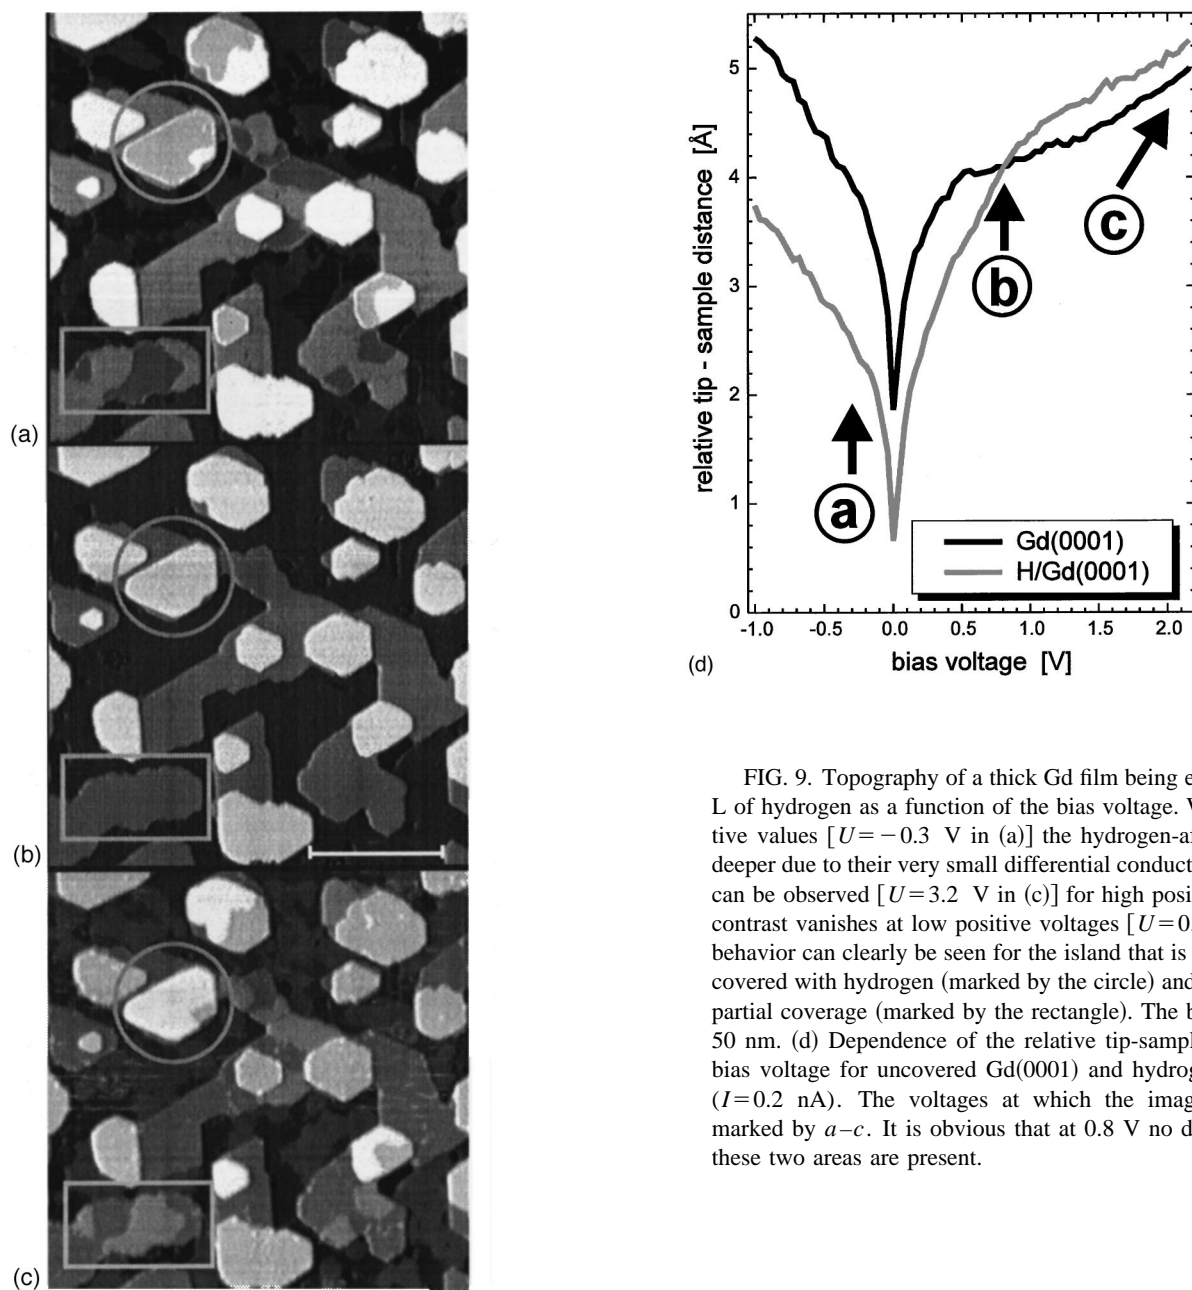 (a)
(b)
(c)
relative tip - sample distance [Å]
5
4
3
2
1
0
-1.0 -0.5 0.0 0.5 1.0 1.5 2.0
bias voltage [V]
(d)
a
b
c
Gd(0001)
H/Gd(0001)
FIG. 9. Topography of a thick Gd film being e
L of hydrogen as a function of the bias voltage.
tive values [U=−0.3 V in (a)] the hydrogen-a
deeper due to their very small differential conduct
can be observed [U=3.2 V in (c)] for high posi
contrast vanishes at low positive voltages [U=0.
behavior can clearly be seen for the island that is
covered with hydrogen (marked by the circle) and
partial coverage (marked by the rectangle). The b
50 nm. (d) Dependence of the relative tip-sampl
bias voltage for uncovered Gd(0001) and hydrog
(I=0.2 nA). The voltages at which the imag
marked by a–c. It is obvious that at 0.8 V no d
these two areas are present.